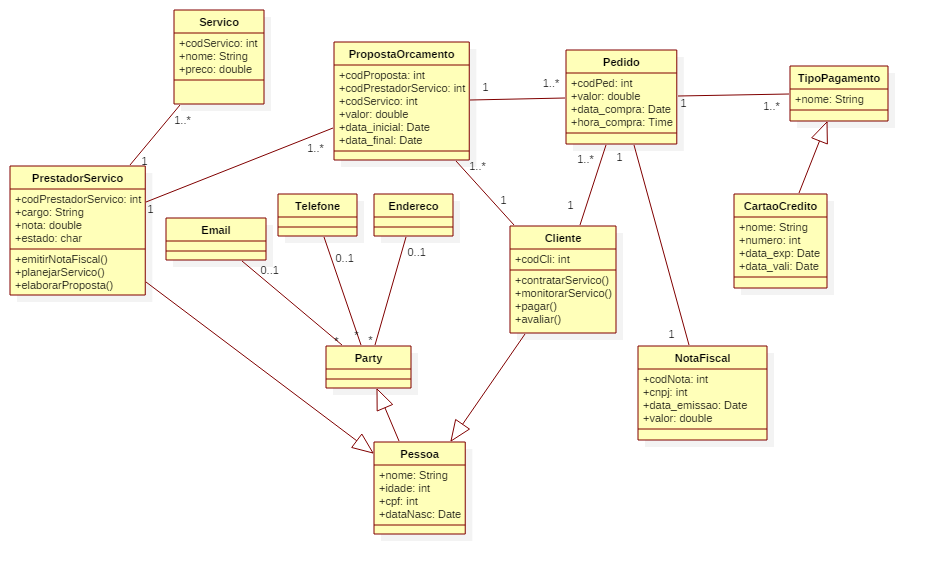 Servico
+codServico: int
+nome: String
+preco: double
1..*
1
PropostaOrcamento
+codProposta: int
+codPrestadorServico: int
+codServico: int
+valor: double
+data_inicial: Date
+data_final: Date
1
1..*
Pedido
+codPed: int
+valor: double
+data_compra: Date
+hora_compra: Time
1
1..*
TipoPagamento
+nome: String
PrestadorServico
+codPrestadorServico: int
+cargo: String
+nota: double
+estado: char
+emitirNotaFiscal()
+planejarServico()
+elaborarProposta()
1
1..*
1..*
1
1..*
1
1
1
Email
0..1
*
Telefone
0..1
*
Endereco
0..1
*
Cliente
+codCli: int
+contratarServico()
+monitorarServico()
+pagar()
+avaliar()
CartaoCredito
+nome: String
+numero: int
+data_exp: Date
+data_vali: Date
Party
NotaFiscal
+codNota: int
+cnpj: int
+data_emissao: Date
+valor: double
Pessoa
+nome: String
+idade: int
+cpf: int
+dataNasc: Date